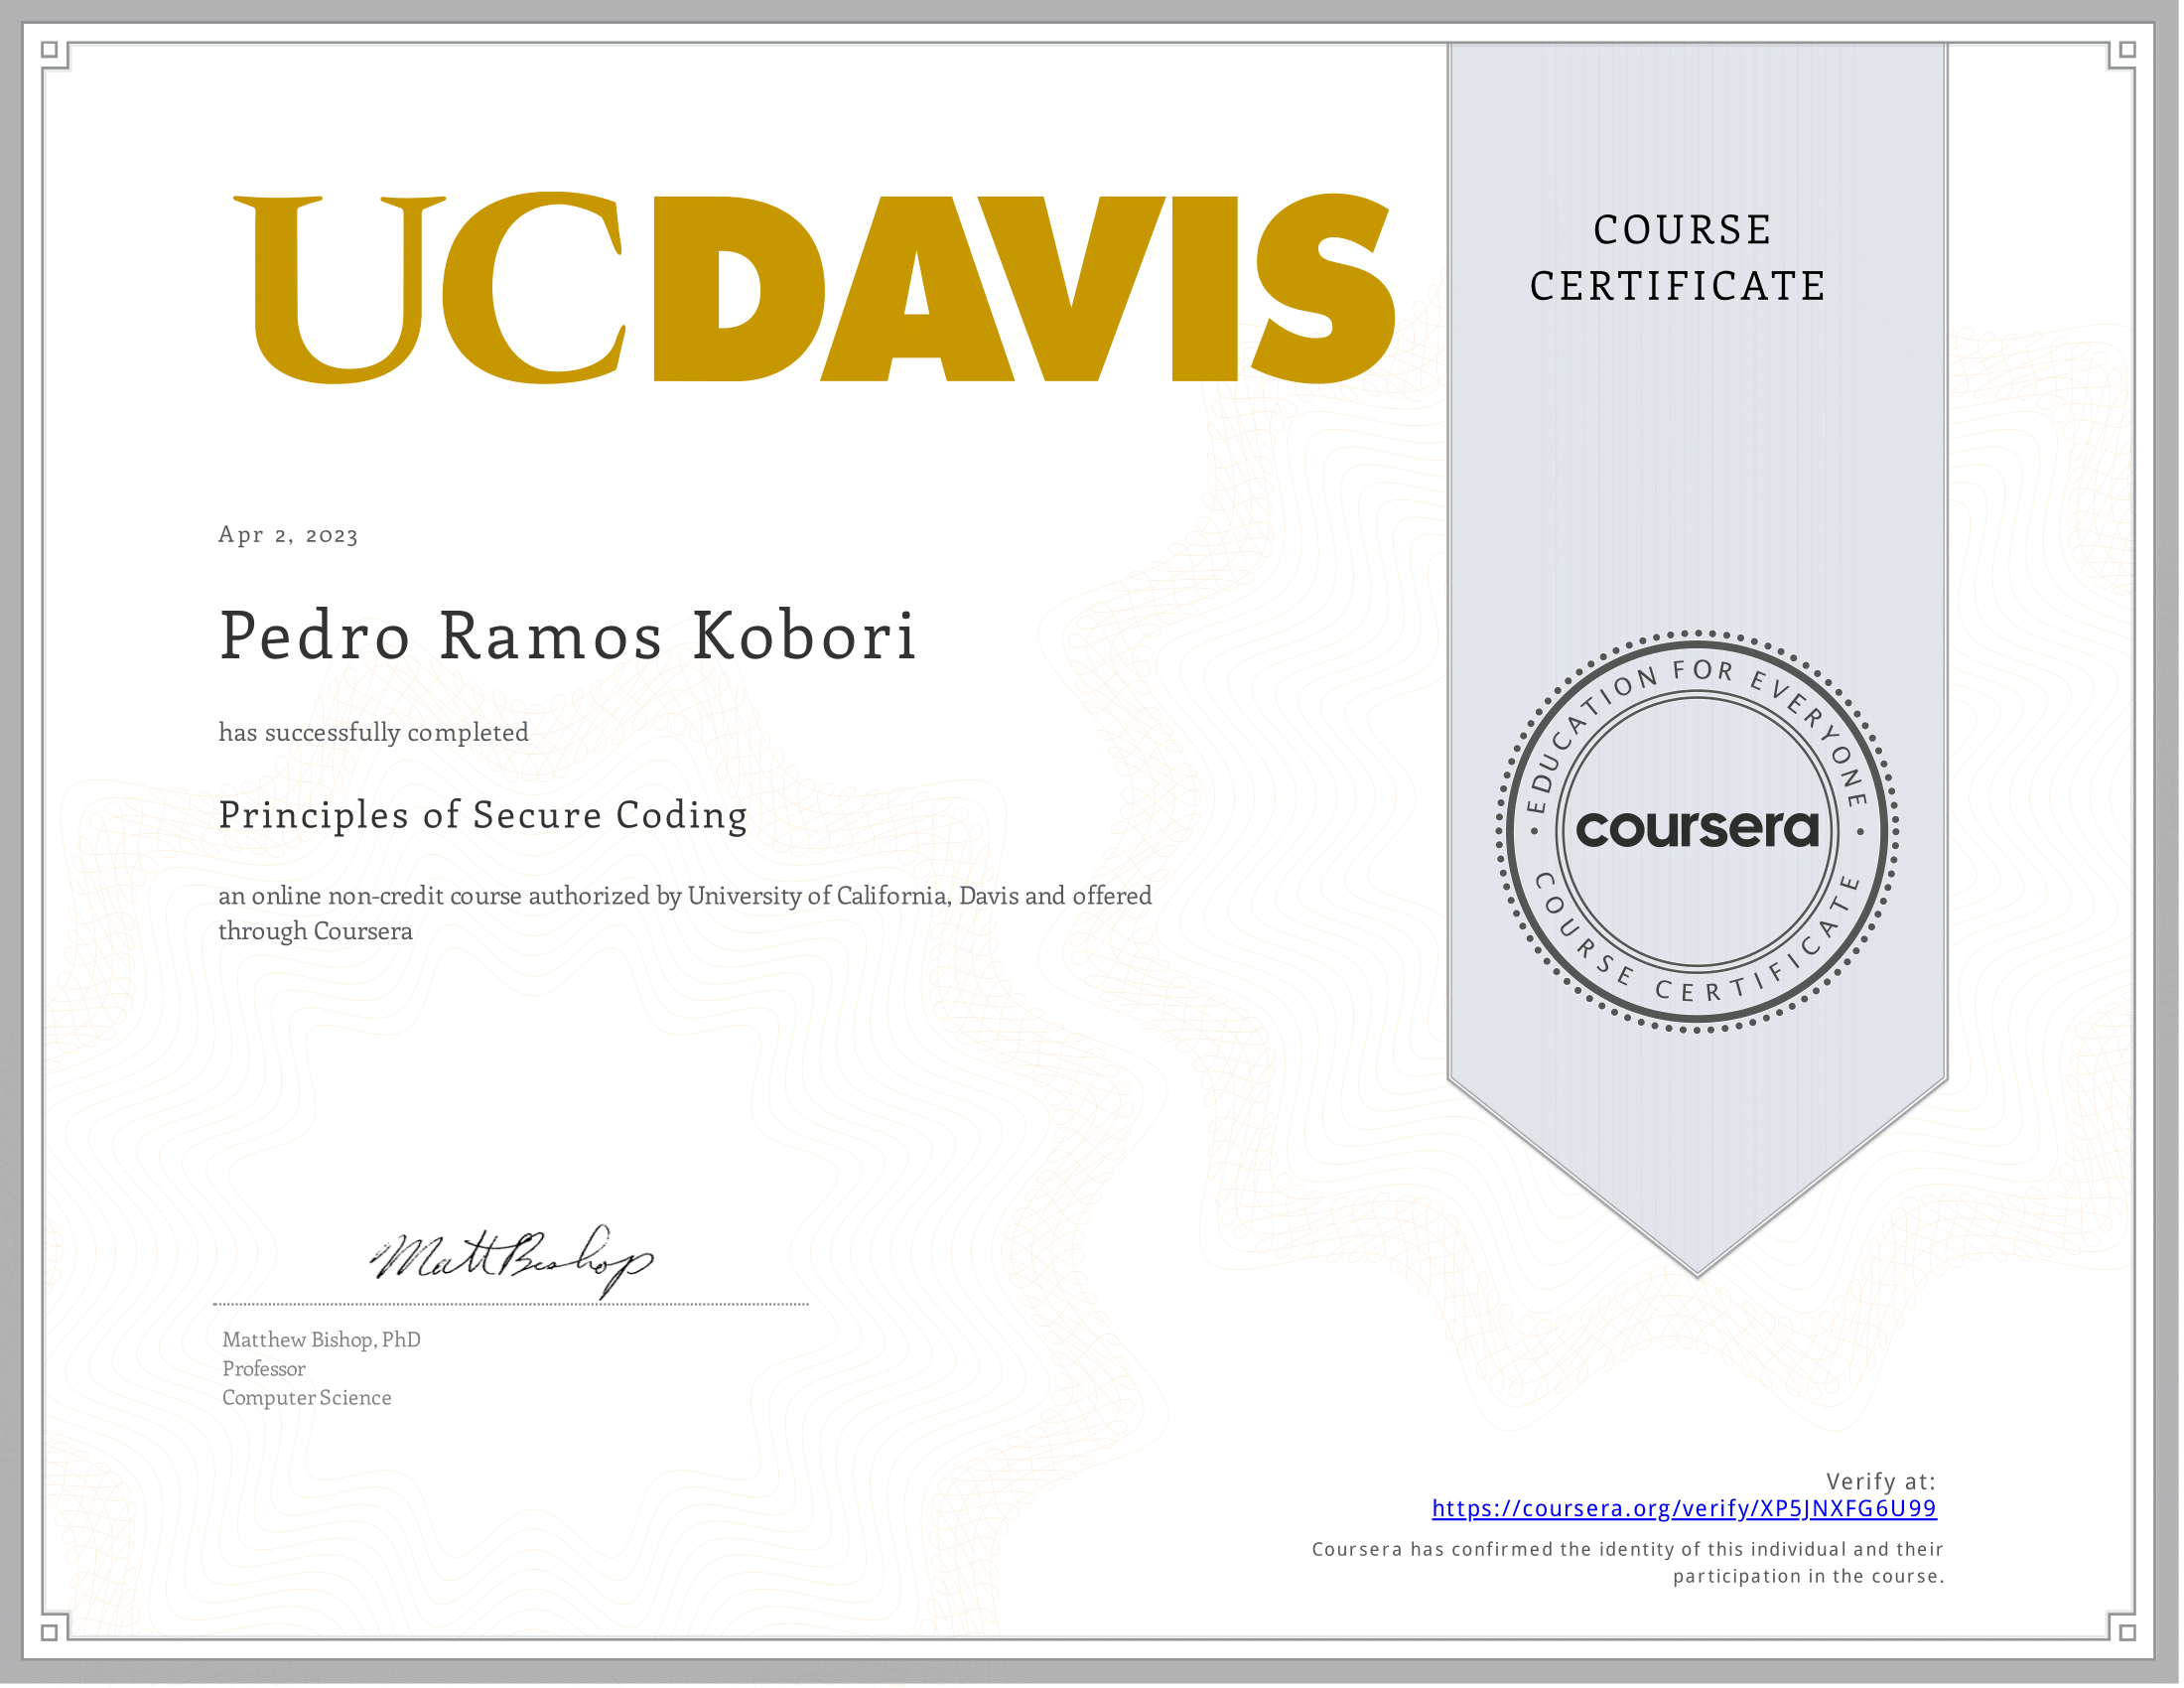 UCDAVIS
COURSE
CERTIFICATE
Apr 2, 2023
Pedro Ramos Kobori
has successfully completed
Principles of Secure Coding
an online non-credit course authorized by University of California, Davis and offered
through Coursera
EDUCATION FOR EVERYONE
coursera
COURSE CERTIFICATE
Matt Bishop
Matthew Bishop, PhD
Professor
Computer Science
Verify at:
https://coursera.org/verify/XP5JNXFG6U99
Coursera has confirmed the identity of this individual and their
participation in the course.